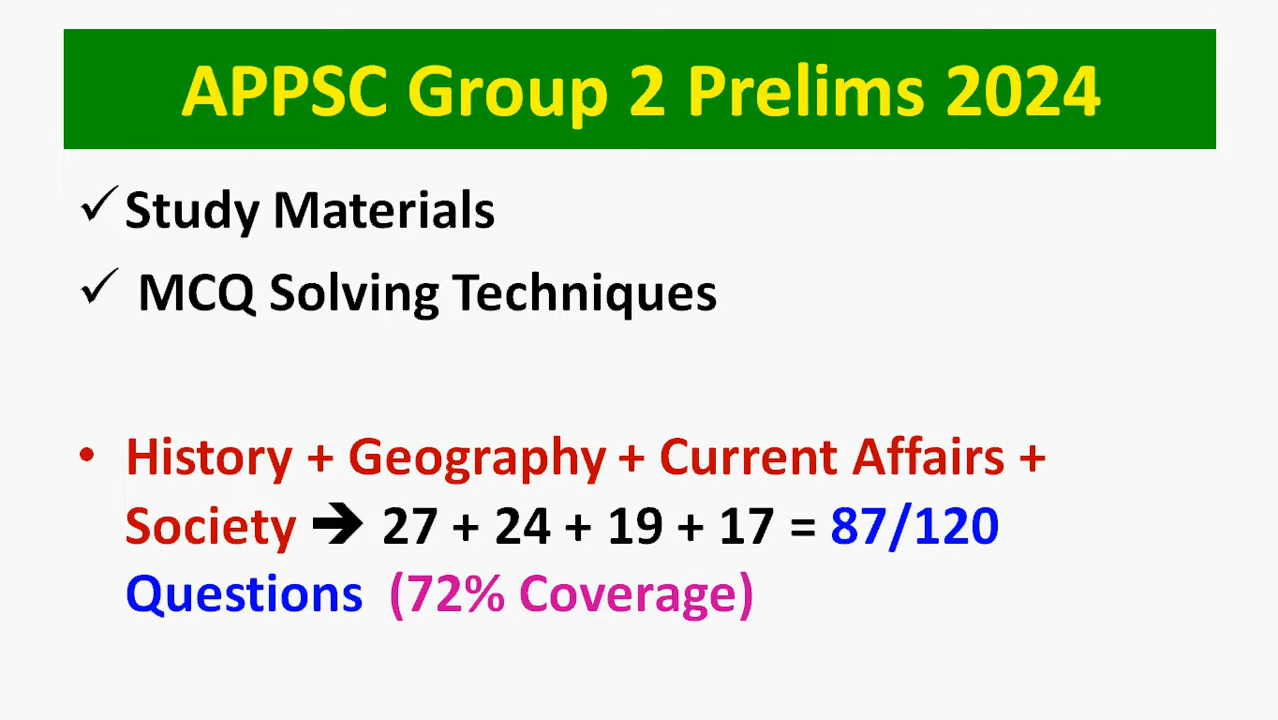 APPSC Group 2 Prelims 2024
✓ Study Materials
✓ MCQ Solving Techniques
• History + Geography + Current Affairs +
Society ➔ 27 + 24 + 19 + 17 = 87/120
Questions (72% Coverage)